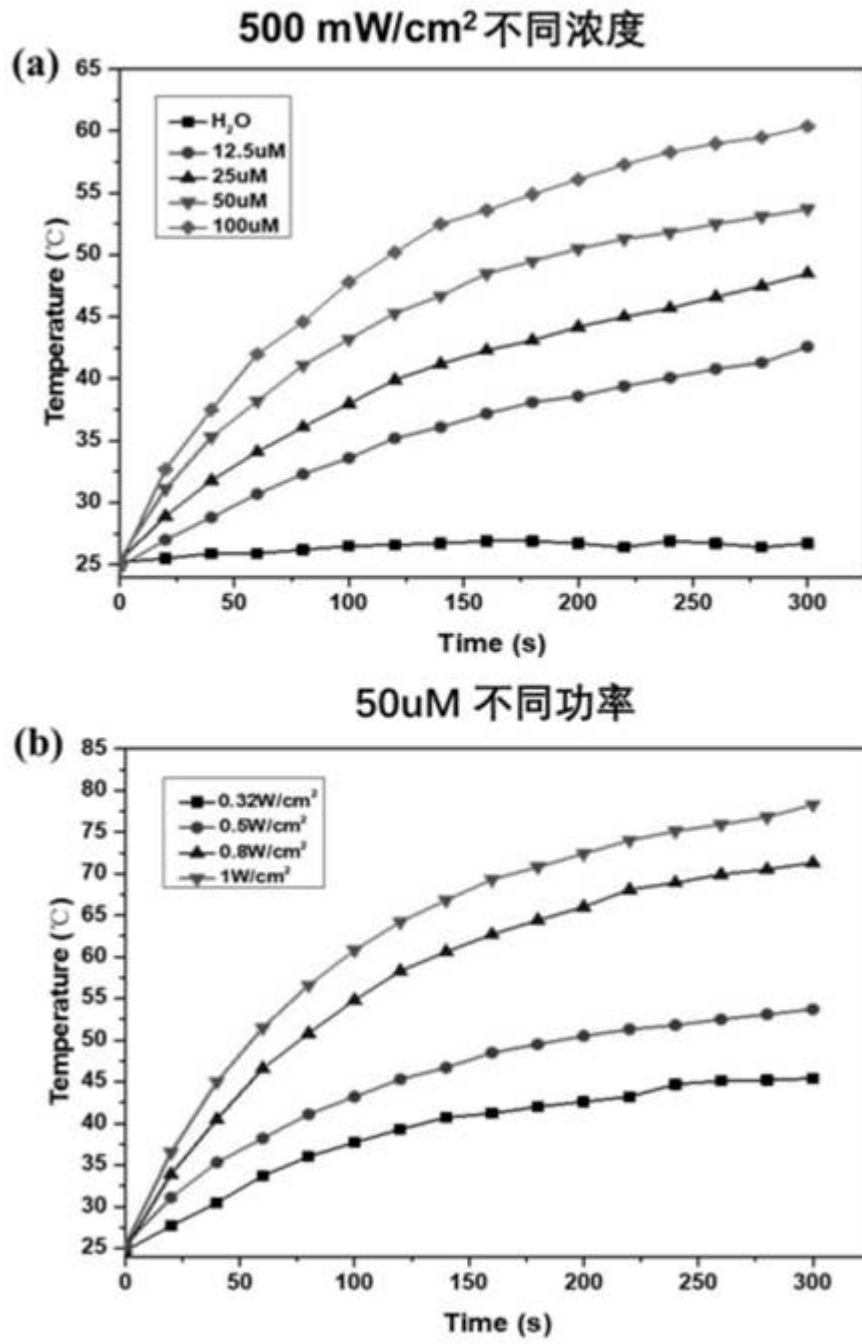 500 mW/cm² 不同浓度
(a)
65
60
55
50
45
40
35
30
25
Temperature (℃)
H₂O
12.5uM
25uM
50uM
100uM
0 50 100 150 200 250 300
Time (s)
50uM 不同功率
(b)
85
80
75
70
65
60
55
50
45
40
35
30
25
Temperature (℃)
0.32W/cm²
0.5W/cm²
0.8W/cm²
1W/cm²
0 50 100 150 200 250 300
Time (s)